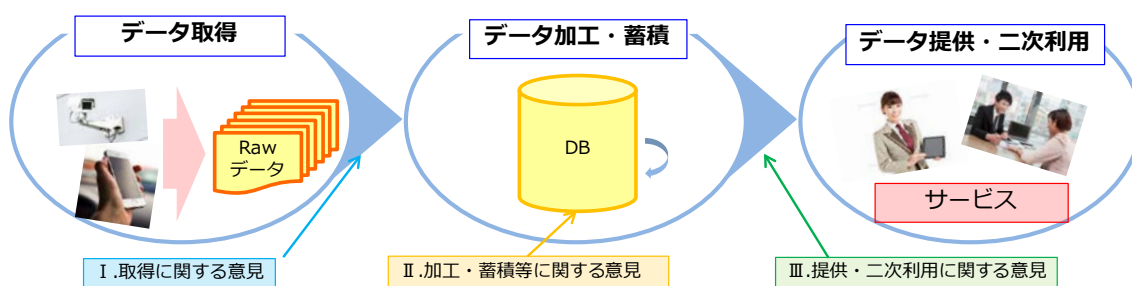 データ取得
データ加工・蓄積
データ提供・二次利用
Raw
データ
DB
サービス
Ⅰ.取得に関する意見
Ⅱ.加工・蓄積等に関する意見
Ⅲ.提供・二次利用に関する意見